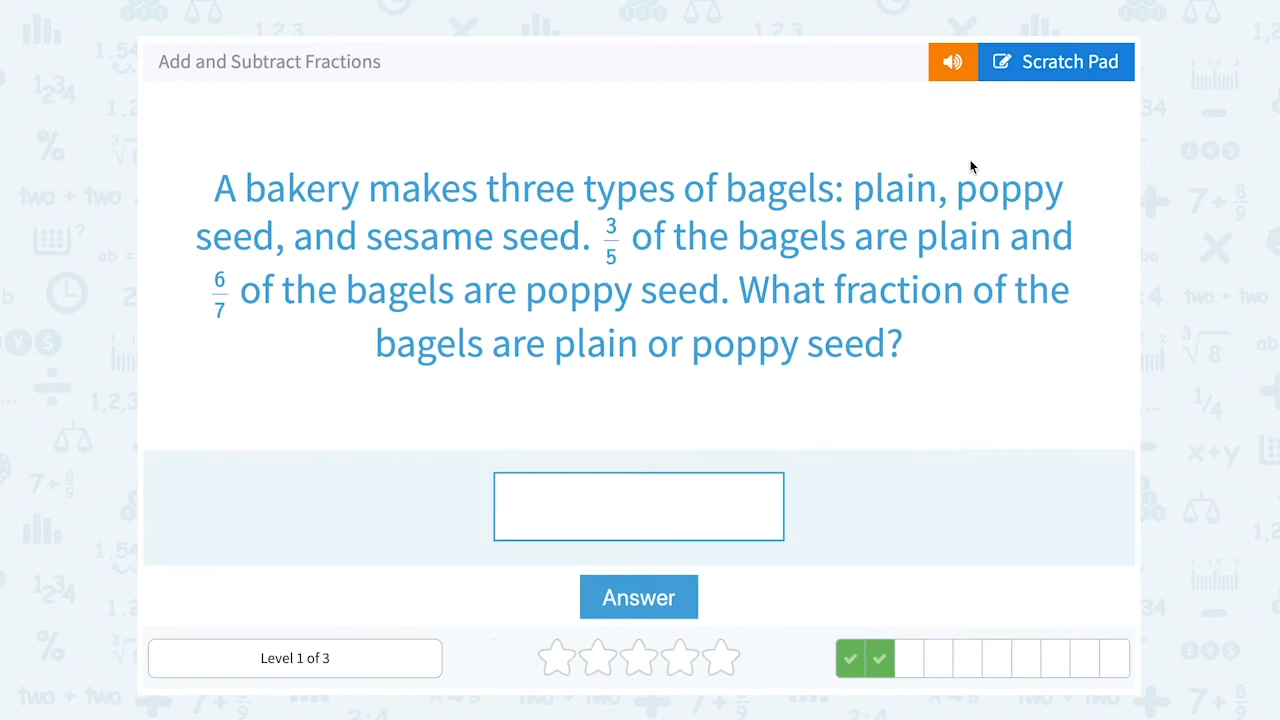 Add and Subtract Fractions
Scratch Pad
A bakery makes three types of bagels: plain, poppy
seed, and sesame seed. 3/5 of the bagels are plain and
6/7 of the bagels are poppy seed. What fraction of the
bagels are plain or poppy seed?
Answer
Level 1 of 3